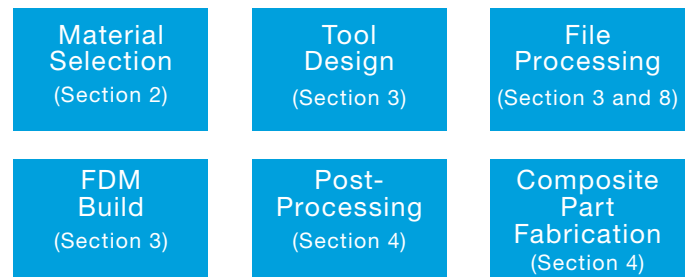 Material
Selection
(Section 2)
Tool
Design
(Section 3)
File
Processing
(Section 3 and 8)
FDM
Build
(Section 3)
Post-
Processing
(Section 4)
Composite
Part
Fabrication
(Section 4)